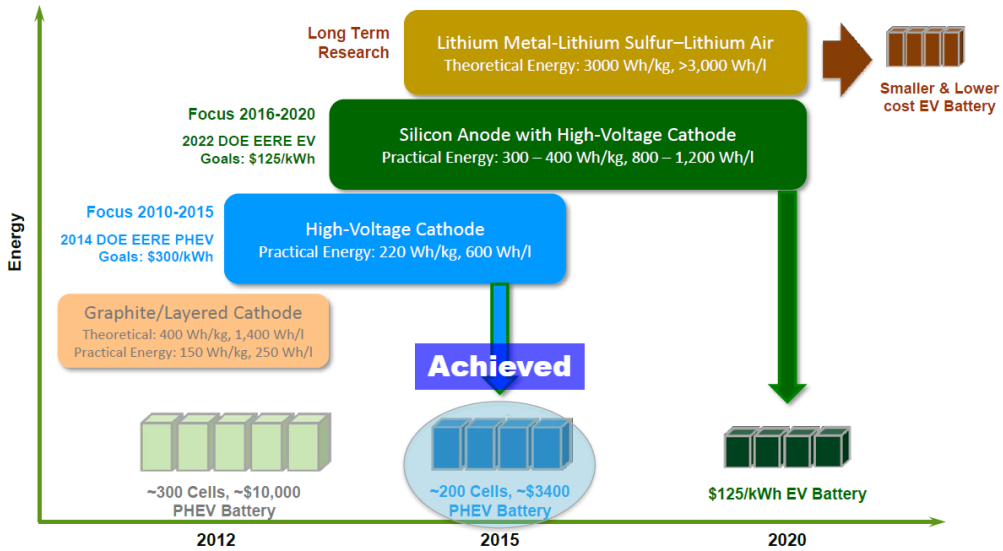 Long Term
Research
Lithium Metal-Lithium Sulfur–Lithium Air
Theoretical Energy: 3000 Wh/kg, >3,000 Wh/l
Smaller & Lower
cost EV Battery
Focus 2016-2020
2022 DOE EERE EV
Goals: $125/kWh
Silicon Anode with High-Voltage Cathode
Practical Energy: 300 – 400 Wh/kg, 800 – 1,200 Wh/l
Focus 2010-2015
2014 DOE EERE PHEV
Goals: $300/kWh
High-Voltage Cathode
Practical Energy: 220 Wh/kg, 600 Wh/l
Energy
Graphite/Layered Cathode
Theoretical: 400 Wh/kg, 1,400 Wh/l
Practical Energy: 150 Wh/kg, 250 Wh/l
Achieved
~300 Cells, ~$10,000
PHEV Battery
~200 Cells, ~$3400
PHEV Battery
$125/kWh EV Battery
2012
2015
2020